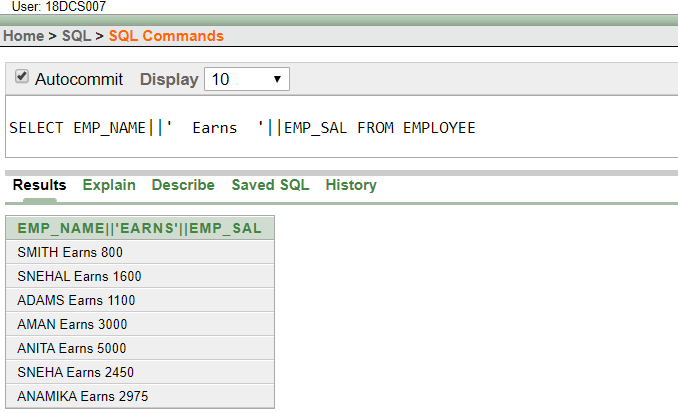 User: 18DCS007
Home > SQL > SQL Commands
Autocommit Display 10
SELECT EMP_NAME||'  Earns  '||EMP_SAL FROM EMPLOYEE
Results Explain Describe Saved SQL History
EMP_NAME||'EARNS'||EMP_SAL
SMITH Earns 800
SNEHAL Earns 1600
ADAMS Earns 1100
AMAN Earns 3000
ANITA Earns 5000
SNEHA Earns 2450
ANAMIKA Earns 2975